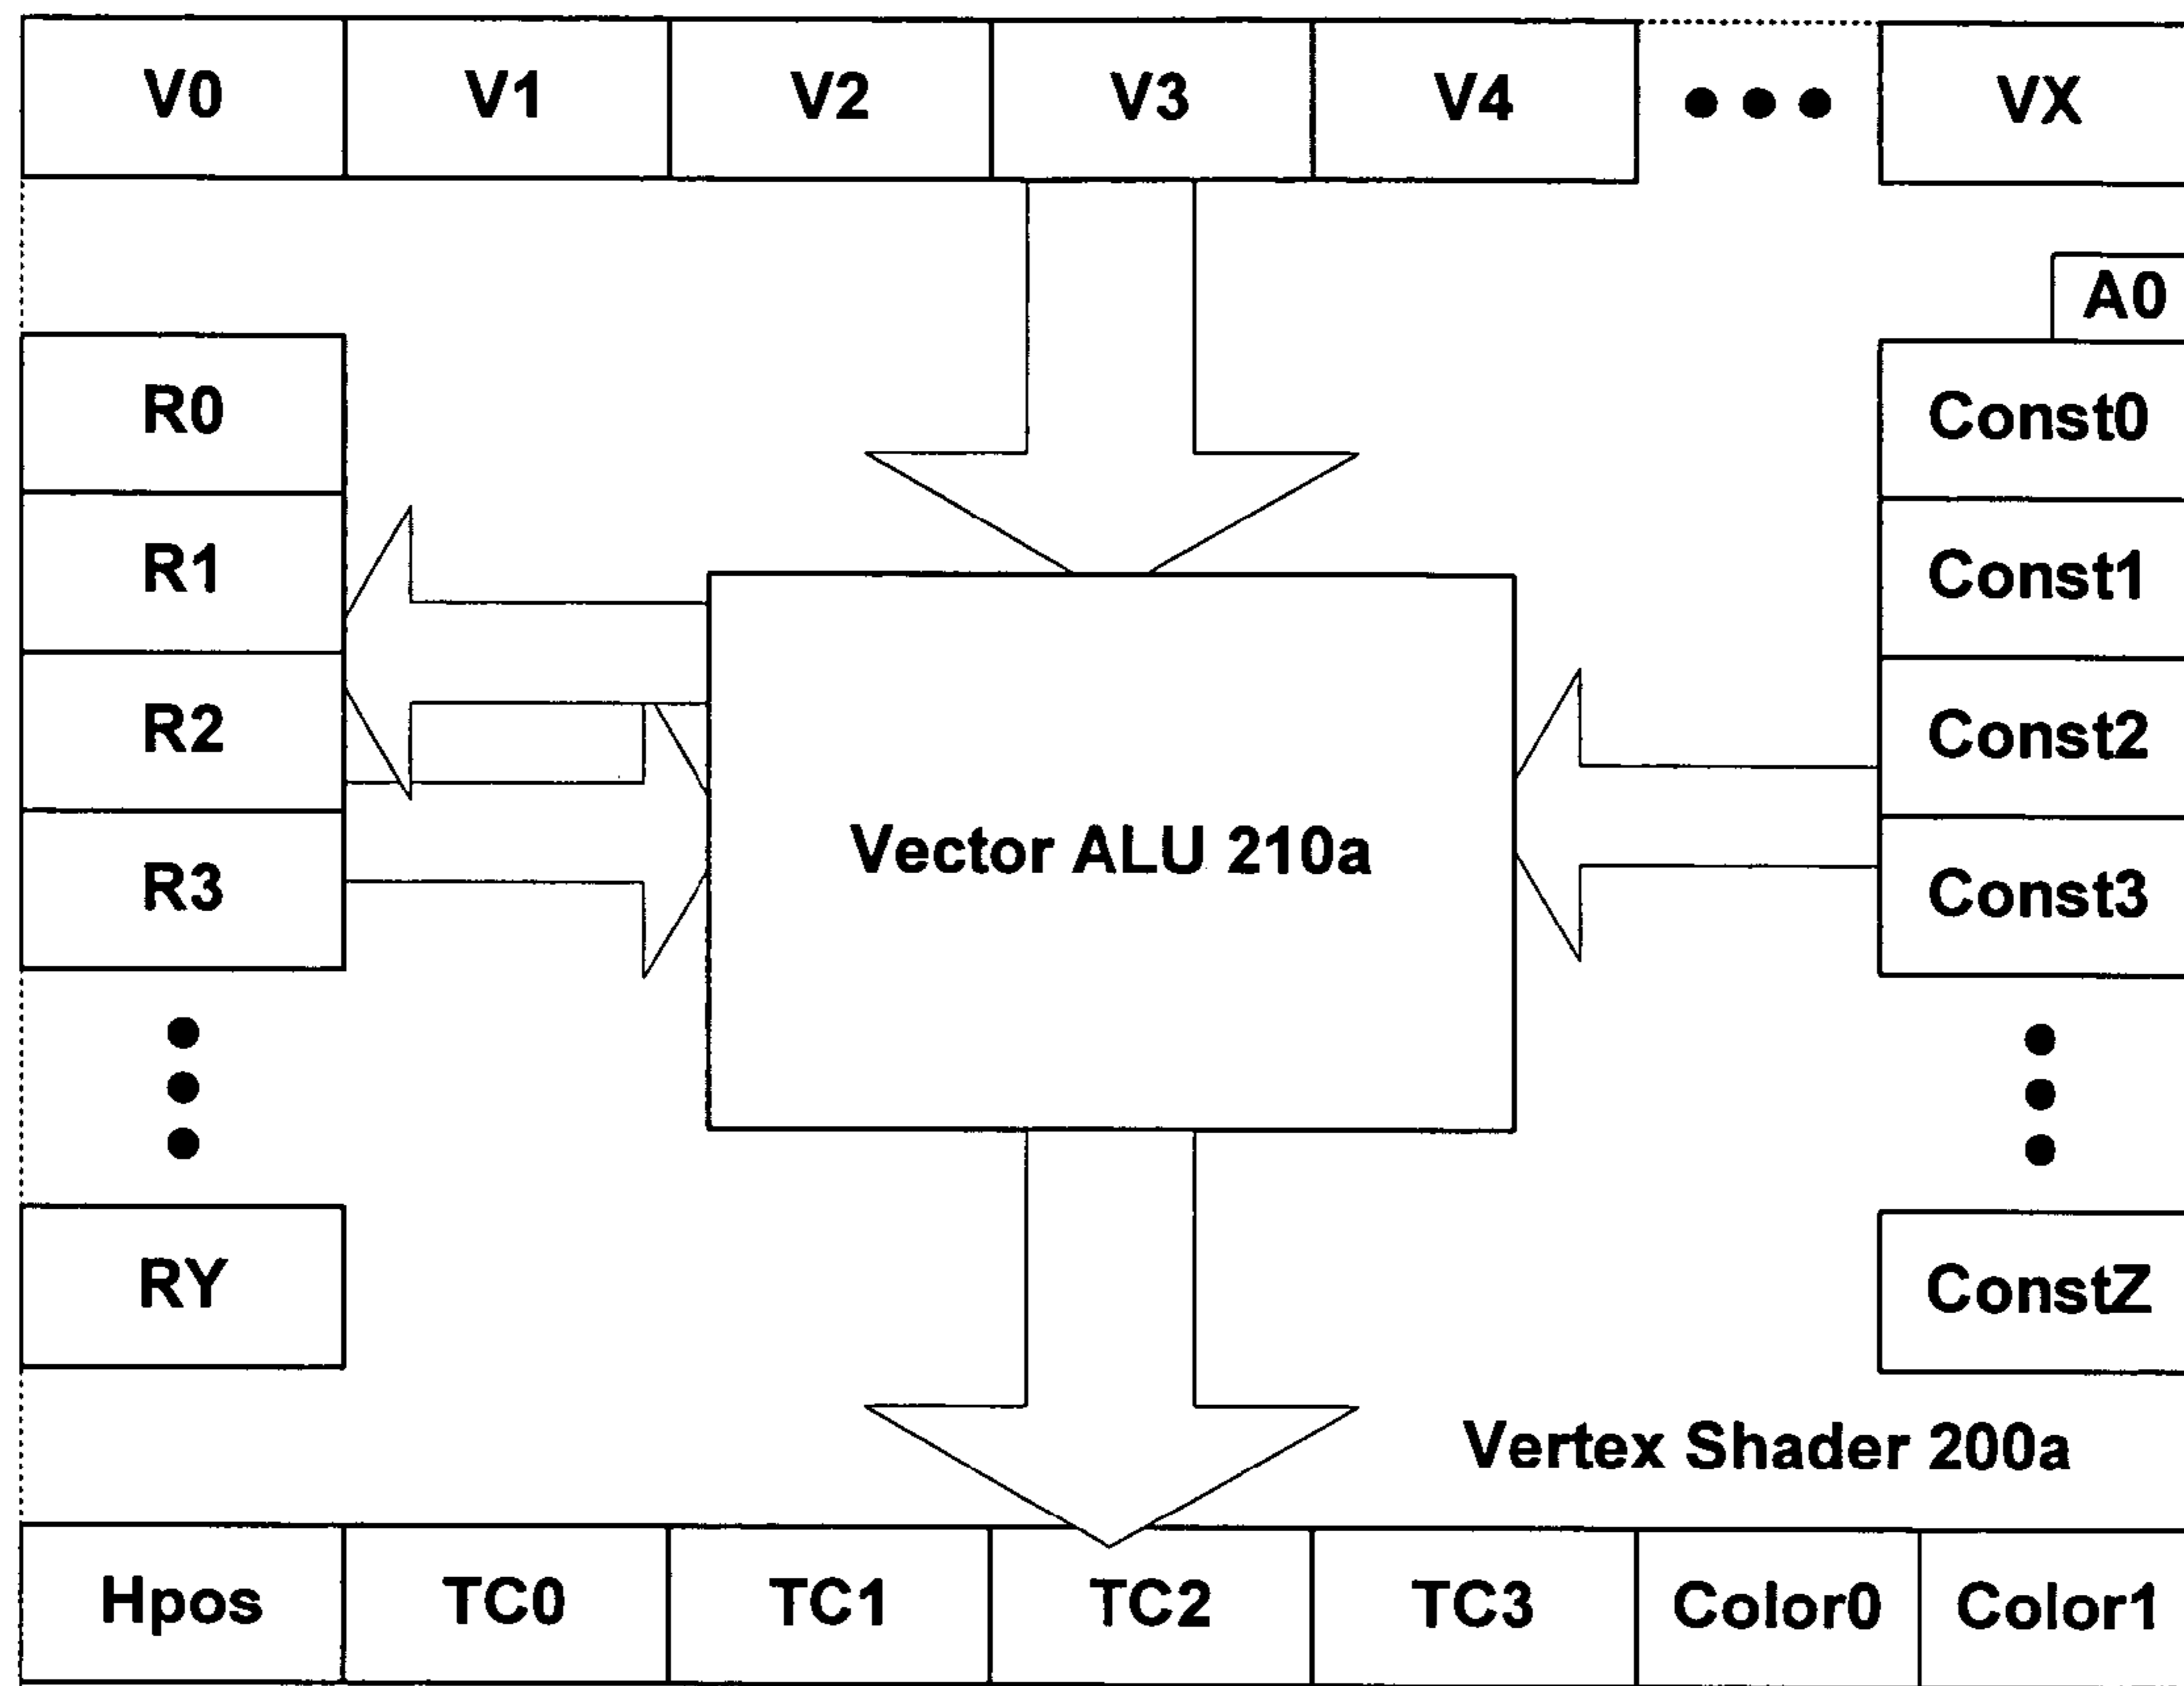 V0 V1 V2 V3 V4 VX
A0
R0 Const0
R1 Const1
R2 Const2
Vector ALU 210a
R3 Const3
RY ConstZ
Vertex Shader 200a
Hpos TC0 TC1 TC2 TC3 Color0 Color1